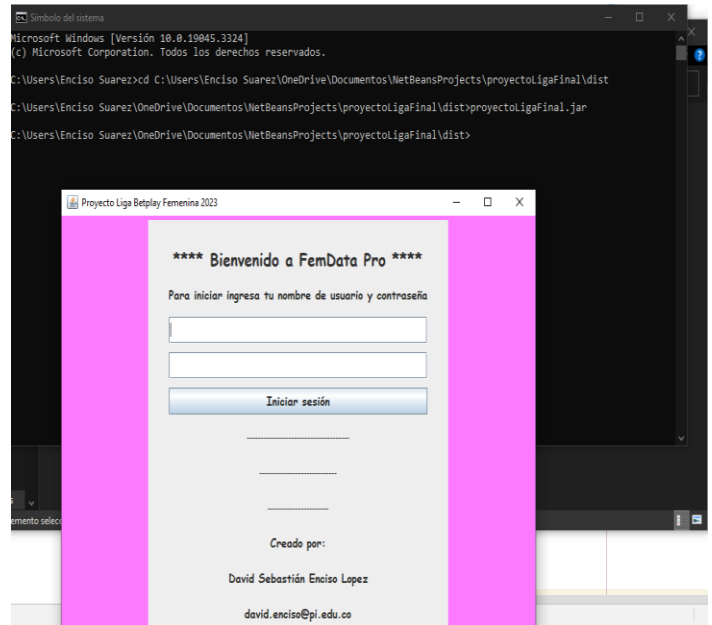 Símbolo del sistema
Microsoft Windows [Versión 10.0.19045.3324]
(c) Microsoft Corporation. Todos los derechos reservados.
C:\Users\Enciso Suarez>cd C:\Users\Enciso Suarez\OneDrive\Documentos\NetBeansProjects\proyectoLigaFinal\dist
C:\Users\Enciso Suarez\OneDrive\Documentos\NetBeansProjects\proyectoLigaFinal\dist>proyectoLigaFinal.jar
C:\Users\Enciso Suarez\OneDrive\Documentos\NetBeansProjects\proyectoLigaFinal\dist>
Proyecto Liga Betplay Femenina 2023
**** Bienvenido a FemData Pro ****
Para iniciar ingresa tu nombre de usuario y contraseña
Iniciar sesión
Creado por:
David Sebastián Enciso Lopez
david.enciso@pi.edu.co